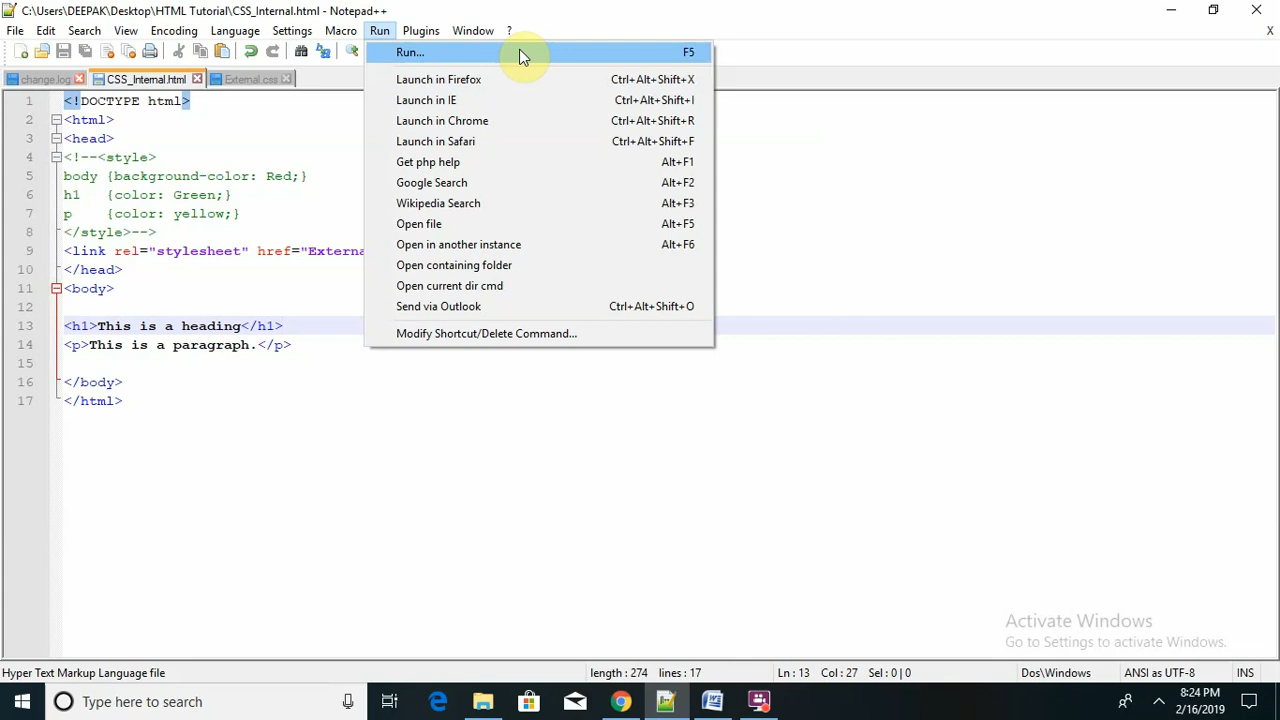 C:\Users\DEEPAK\Desktop\HTML Tutorial\CSS_Internal.html - Notepad++
File Edit Search View Encoding Language Settings Macro Run Plugins Window ? X
change.log CSS_Internal.html External.css
Run... F5
Launch in Firefox Ctrl+Alt+Shift+X
Launch in IE Ctrl+Alt+Shift+I
Launch in Chrome Ctrl+Alt+Shift+R
Launch in Safari Ctrl+Alt+Shift+F
Get php help Alt+F1
Google Search Alt+F2
Wikipedia Search Alt+F3
Open file Alt+F5
Open in another instance Alt+F6
Open containing folder
Open current dir cmd
Send via Outlook Ctrl+Alt+Shift+O
Modify Shortcut/Delete Command...
1 <!DOCTYPE html>
2 <html>
3 <head>
4 <!--<style>
5 body {background-color: Red;}
6 h1 {color: Green;}
7 p {color: yellow;}
8 </style>-->
9 <link rel="stylesheet" href="Externa
10 </head>
11 <body>
12
13 <h1>This is a heading</h1>
14 <p>This is a paragraph.</p>
15
16 </body>
17 </html>
Activate Windows
Go to Settings to activate Windows.
Hyper Text Markup Language file length : 274 lines : 17 Ln : 13 Col : 27 Sel : 0 | 0 Dos\Windows ANSI as UTF-8 INS
Type here to search
8:24 PM
2/16/2019